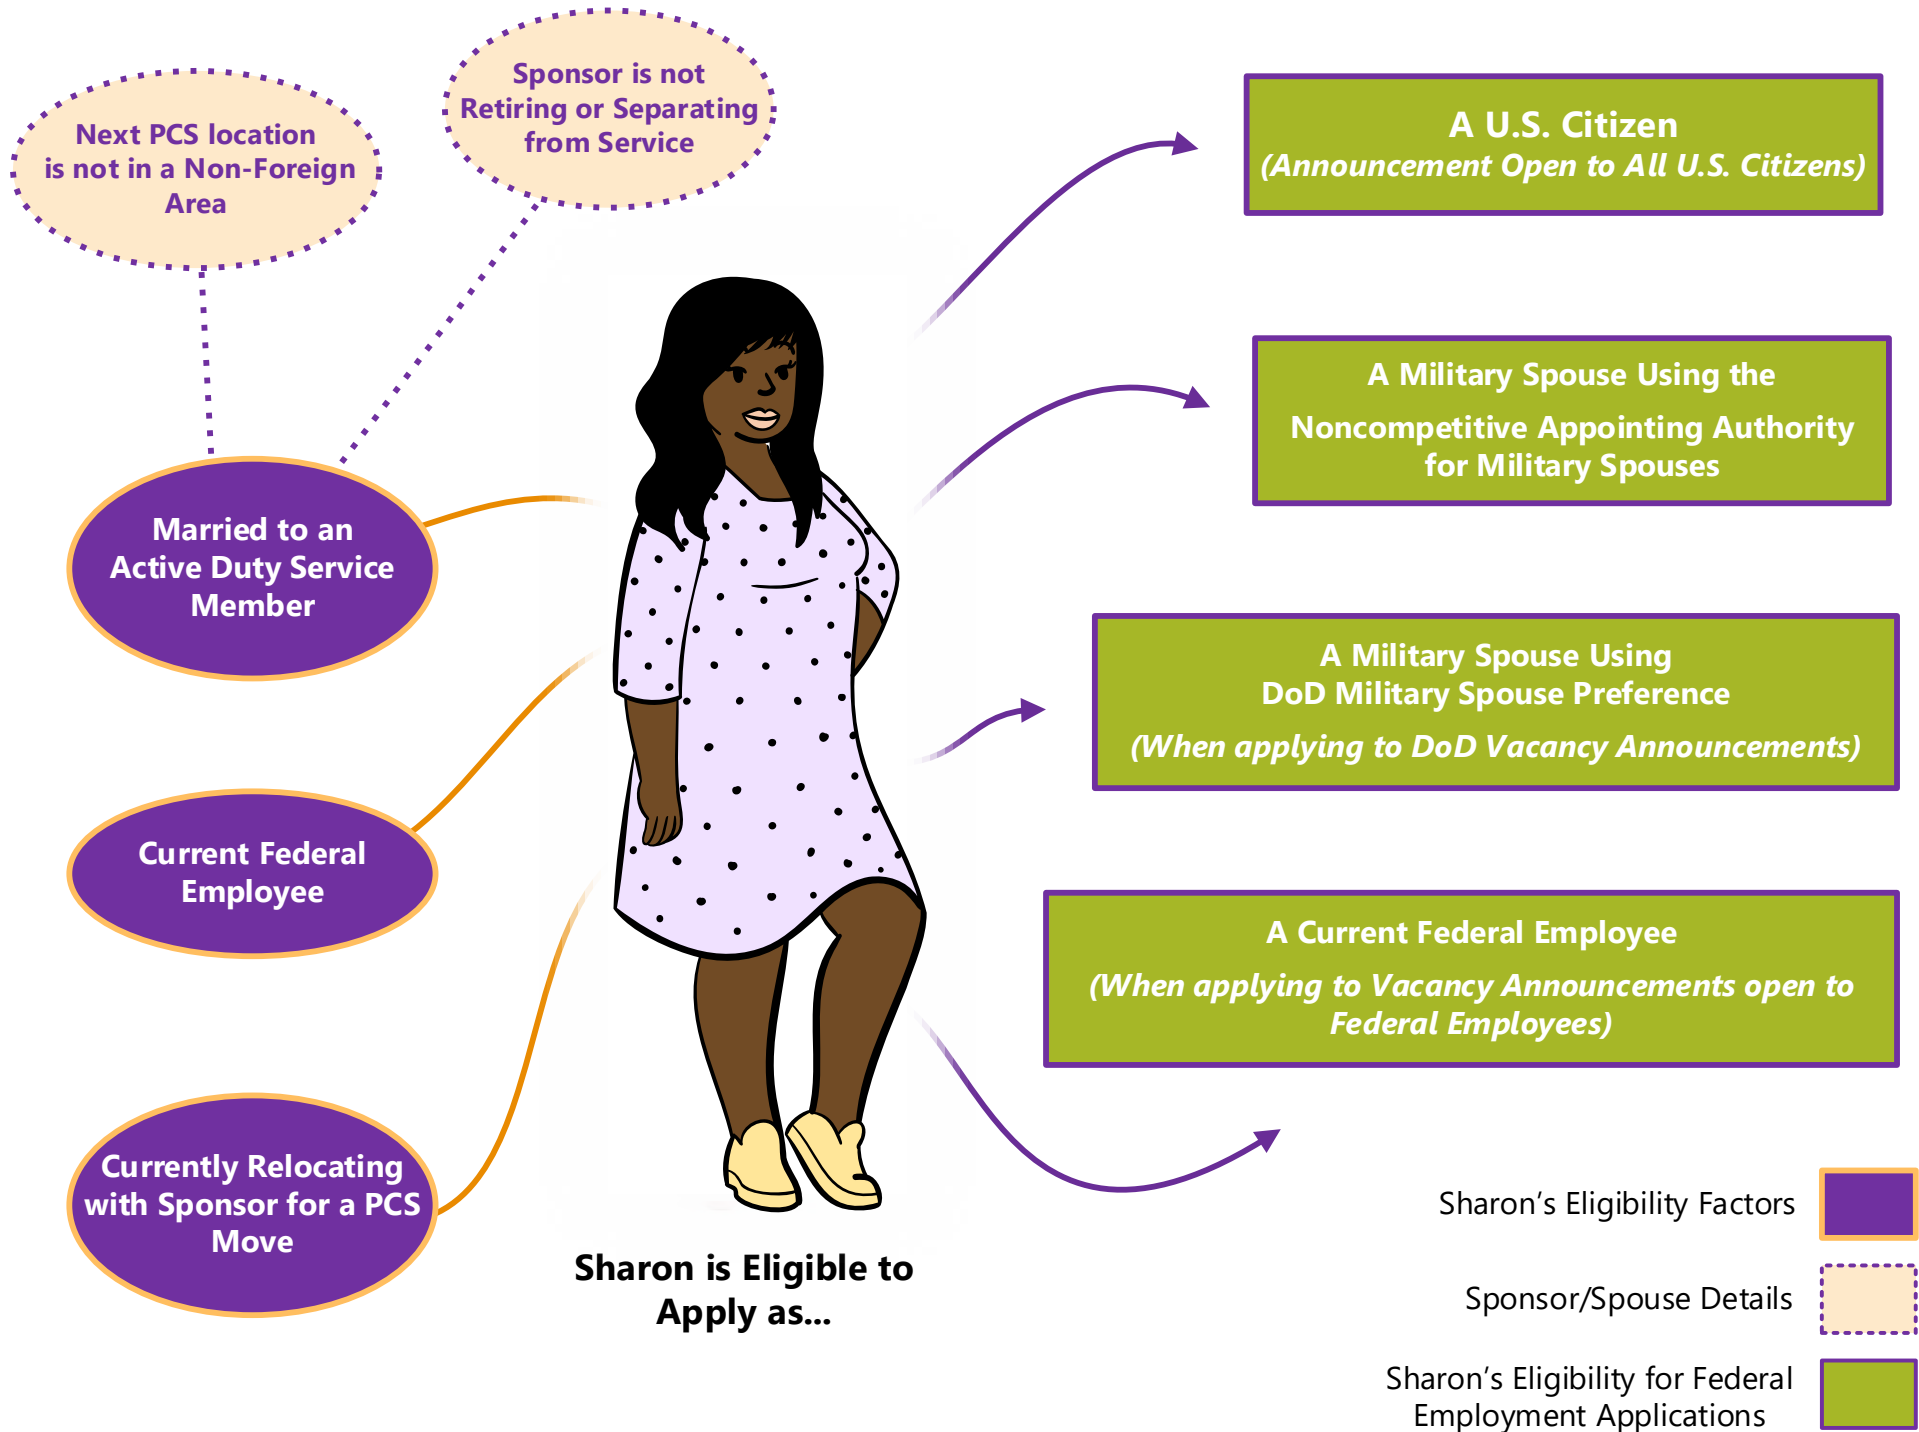 Next PCS location
is not in a Non-Foreign
Area
Sponsor is not
Retiring or Separating
from Service
Married to an
Active Duty Service
Member
Current Federal
Employee
Currently Relocating
with Sponsor for a PCS
Move
Sharon is Eligible to
Apply as...
A U.S. Citizen
(Announcement Open to All U.S. Citizens)
A Military Spouse Using the
Noncompetitive Appointing Authority
for Military Spouses
A Military Spouse Using
DoD Military Spouse Preference
(When applying to DoD Vacancy Announcements)
A Current Federal Employee
(When applying to Vacancy Announcements open to
Federal Employees)
Sharon’s Eligibility Factors
Sponsor/Spouse Details
Sharon’s Eligibility for Federal
Employment Applications